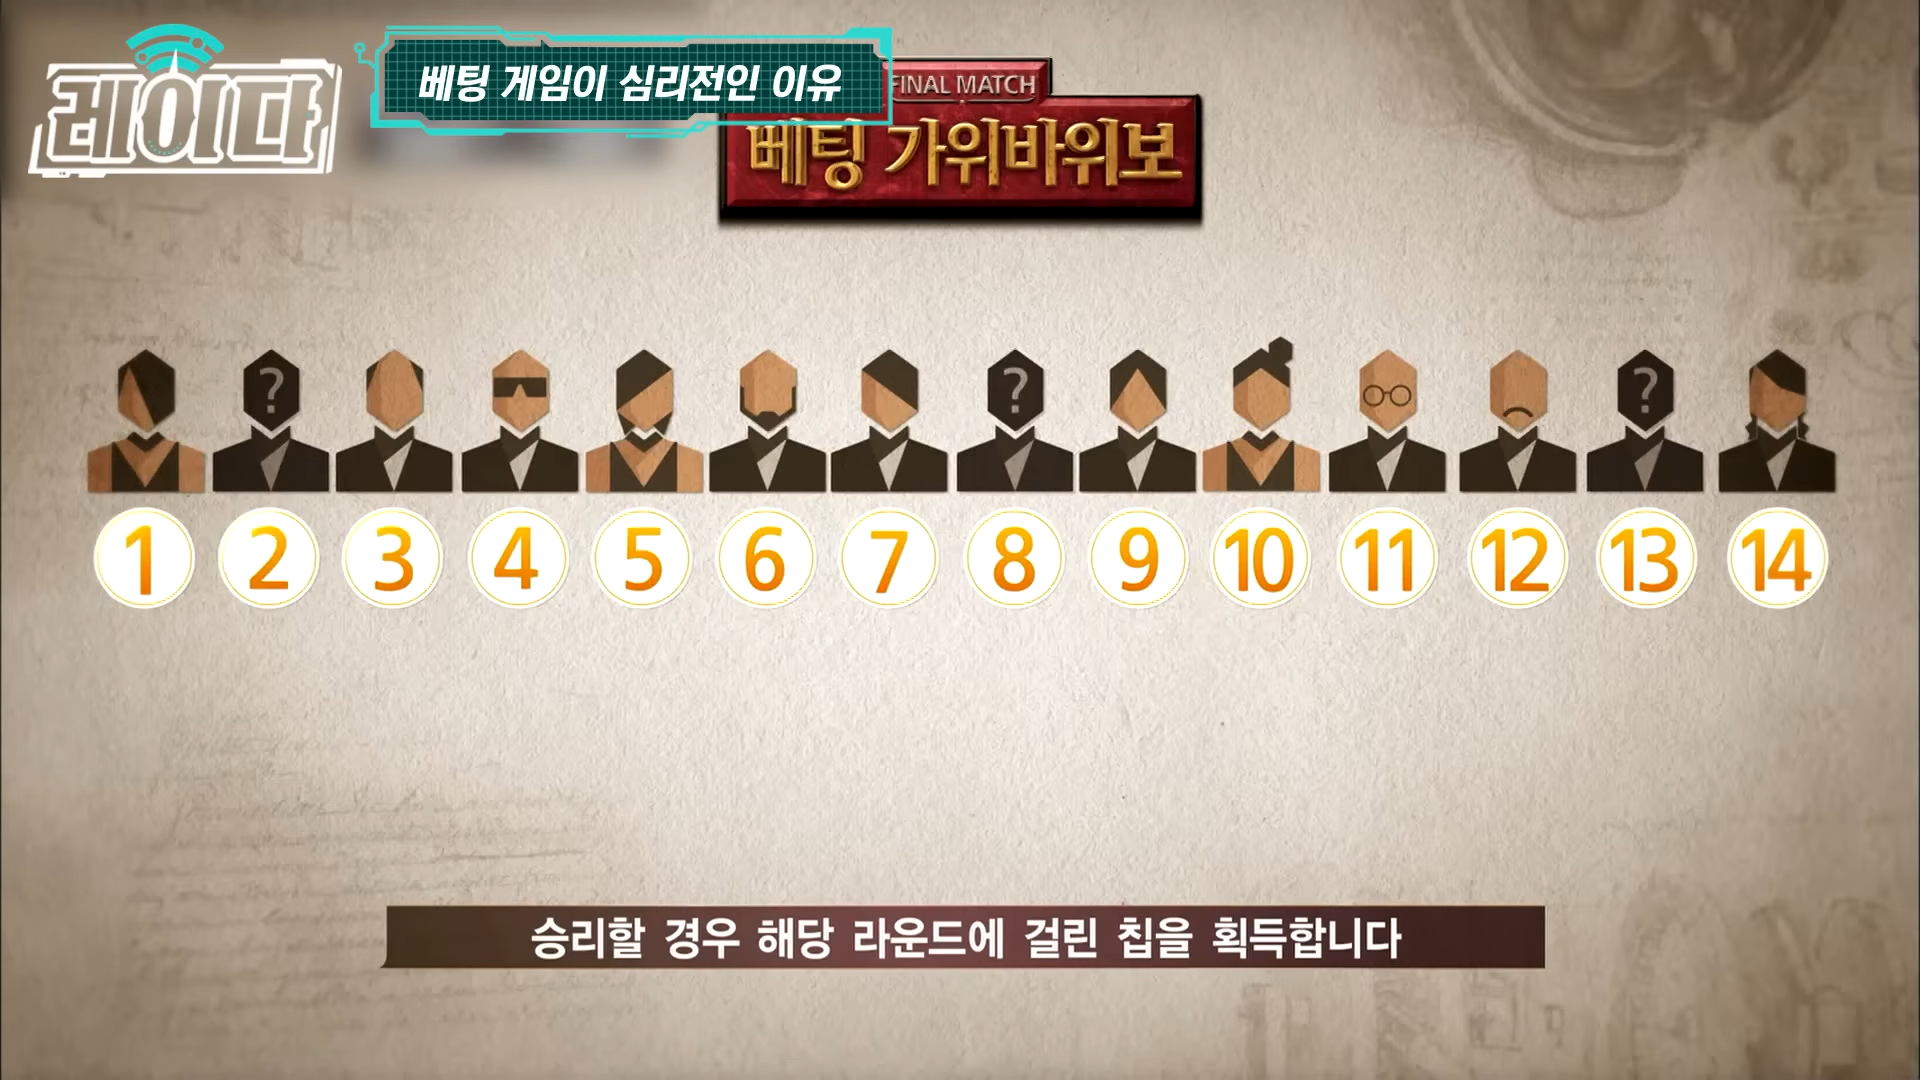 레이다
베팅 게임이 심리전인 이유
FINAL MATCH
베팅 가위바위보
? ? ?
1 2 3 4 5 6 7 8 9 10 11 12 13 14
승리할 경우 해당 라운드에 걸린 칩을 획득합니다